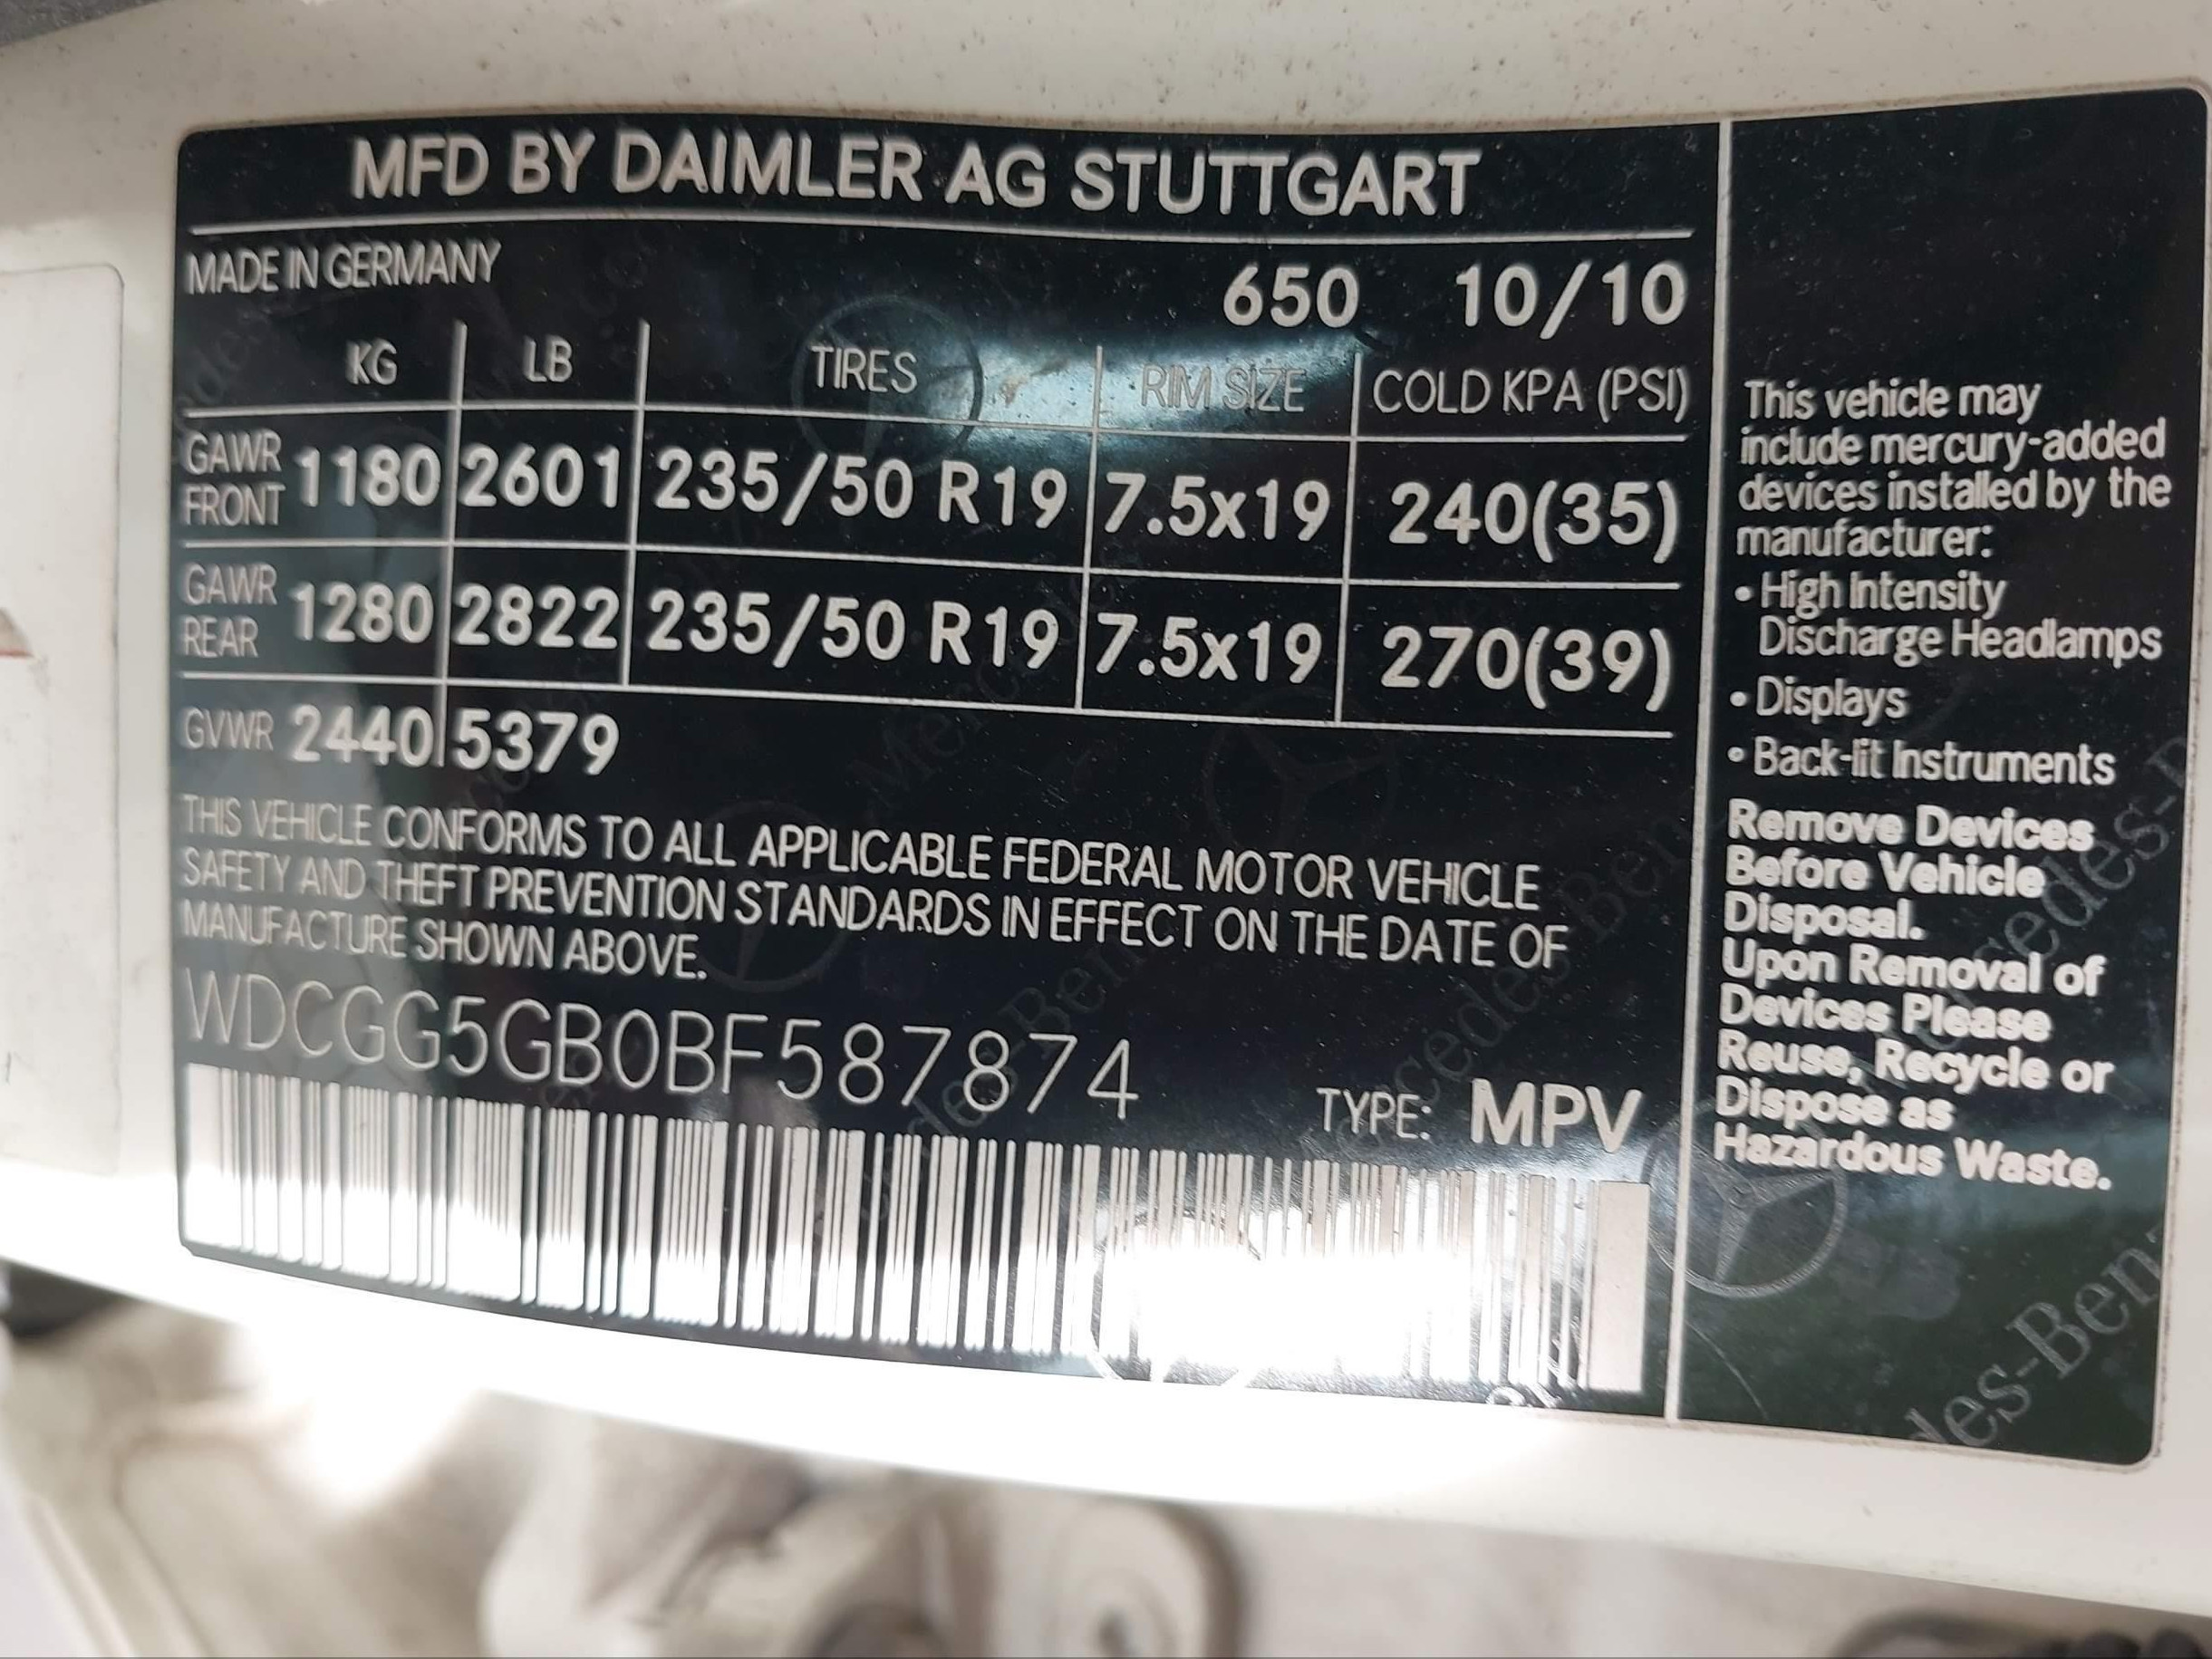 MFD BY DAIMLER AG STUTTGART
MADE IN GERMANY 650 10/10
KG LB TIRES RIM SIZE COLD KPA (PSI)
GAWR FRONT 1180 2601 235/50 R19 7.5x19 240(35)
GAWR REAR 1280 2822 235/50 R19 7.5x19 270(39)
GVWR 2440 5379
THIS VEHICLE CONFORMS TO ALL APPLICABLE FEDERAL MOTOR VEHICLE
SAFETY AND THEFT PREVENTION STANDARDS IN EFFECT ON THE DATE OF
MANUFACTURE SHOWN ABOVE.
WDCGG5GB0BF587874
TYPE: MPV
This vehicle may
include mercury-added
devices installed by the
manufacturer:
• High Intensity
Discharge Headlamps
• Displays
• Back-lit Instruments
Remove Devices
Before Vehicle
Disposal.
Upon Removal of
Devices Please
Reuse, Recycle or
Dispose as
Hazardous Waste.